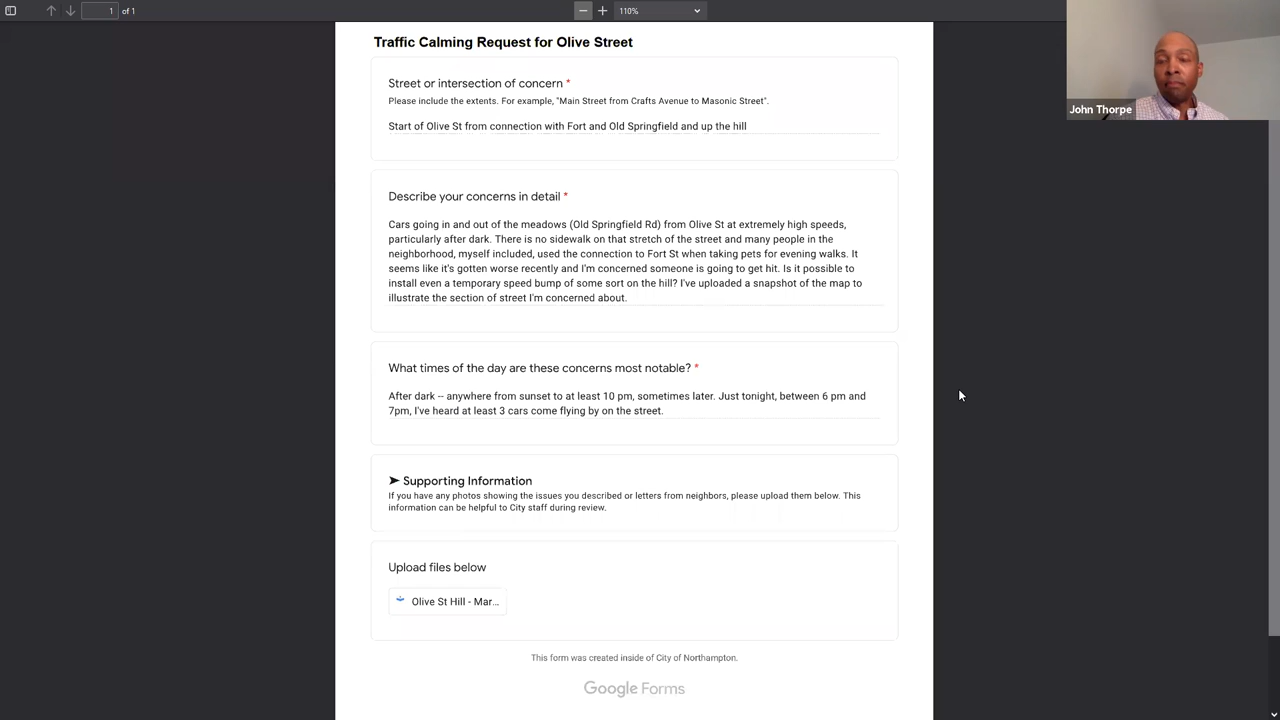 1 of 1
110%
John Thorpe
Traffic Calming Request for Olive Street
Street or intersection of concern *
Please include the extents. For example, "Main Street from Crafts Avenue to Masonic Street".
Start of Olive St from connection with Fort and Old Springfield and up the hill
Describe your concerns in detail *
Cars going in and out of the meadows (Old Springfield Rd) from Olive St at extremely high speeds,
particularly after dark. There is no sidewalk on that stretch of the street and many people in the
neighborhood, myself included, used the connection to Fort St when taking pets for evening walks. It
seems like it's gotten worse recently and I'm concerned someone is going to get hit. Is it possible to
install even a temporary speed bump of some sort on the hill? I've uploaded a snapshot of the map to
illustrate the section of street I'm concerned about.
What times of the day are these concerns most notable? *
After dark -- anywhere from sunset to at least 10 pm, sometimes later. Just tonight, between 6 pm and
7pm, I've heard at least 3 cars come flying by on the street.
➤ Supporting Information
If you have any photos showing the issues you described or letters from neighbors, please upload them below. This
information can be helpful to City staff during review.
Upload files below
Olive St Hill - Mar...
This form was created inside of City of Northampton.
Google Forms